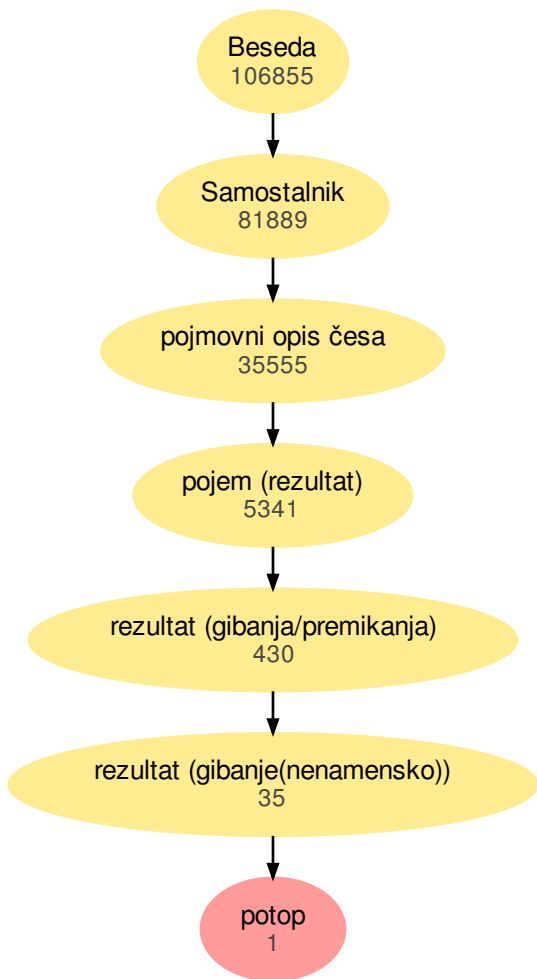 Beseda
106855
Samostalnik
81889
pojmovni opis česa
35555
pojem (rezultat)
5341
rezultat (gibanja/premikanja)
430
rezultat (gibanje(nenamensko))
35
potop
1